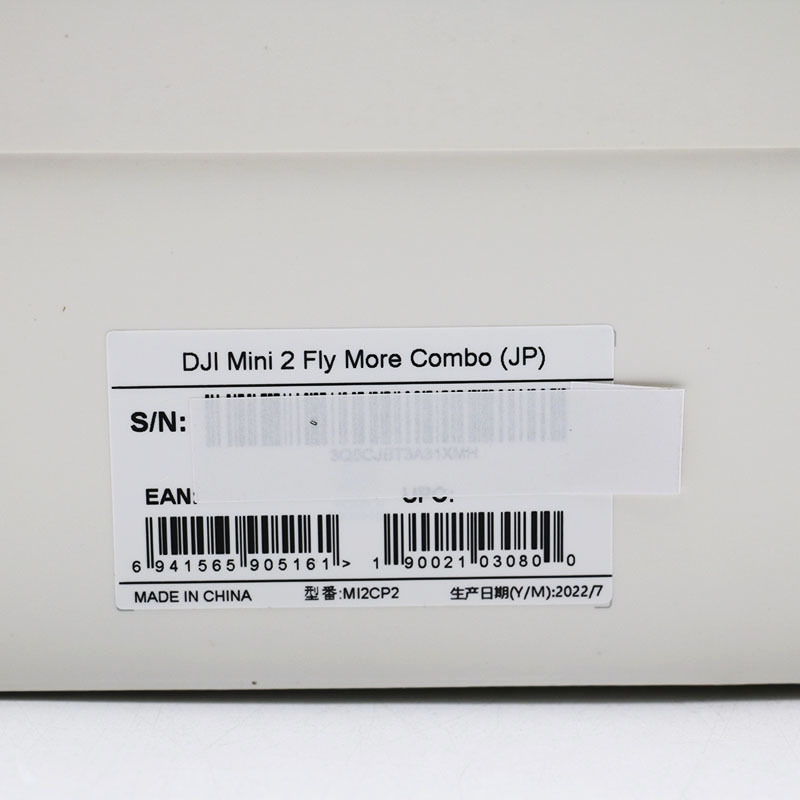 DJI Mini 2 Fly More Combo (JP)
S/N:
EAN: UPC:
6 941565 905161 > 1 90021 03080 0
MADE IN CHINA 型番:MI2CP2 生产日期(Y/M):2022/7